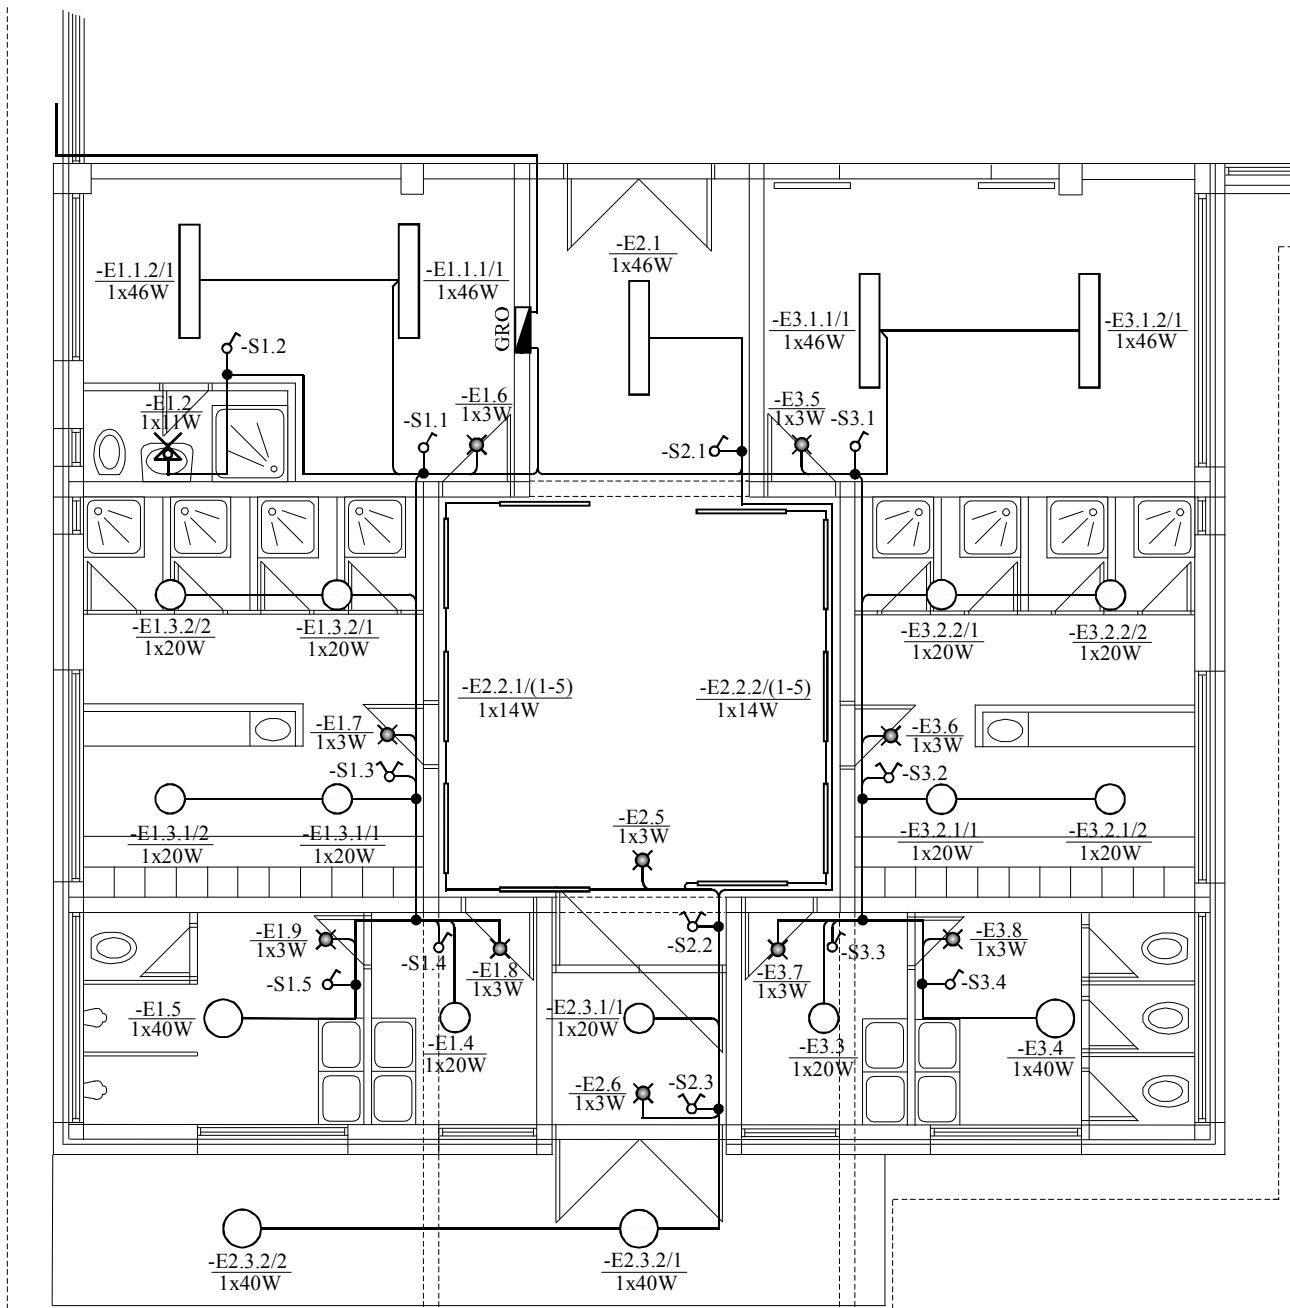 -E2.1
1x46W
-E1.1.2/1
1x46W
-E1.1.1/1
1x46W
GRO
-E3.1.1/1
1x46W
-E3.1.2/1
1x46W
-S1.2
-E1.2
1x11W
-E1.6
1x3W
-S1.1
-E3.5
1x3W
-S3.1
-S2.1
-E1.3.2/2
1x20W
-E1.3.2/1
1x20W
-E3.2.2/1
1x20W
-E3.2.2/2
1x20W
-E2.2.1/(1-5)
1x14W
-E2.2.2/(1-5)
1x14W
-E1.7
1x3W
-S1.3
-E3.6
1x3W
-S3.2
-E1.3.1/2
1x20W
-E1.3.1/1
1x20W
-E2.5
1x3W
-E3.2.1/1
1x20W
-E3.2.1/2
1x20W
-E1.9
1x3W
-S1.5
-S1.4
-E1.8
1x3W
-S2.2
-E3.7
1x3W
-S3.3
-E3.8
1x3W
-S3.4
-E1.5
1x40W
-E1.4
1x20W
-E2.3.1/1
1x20W
-E3.3
1x20W
-E3.4
1x40W
-E2.6
1x3W
-S2.3
-E2.3.2/2
1x40W
-E2.3.2/1
1x40W